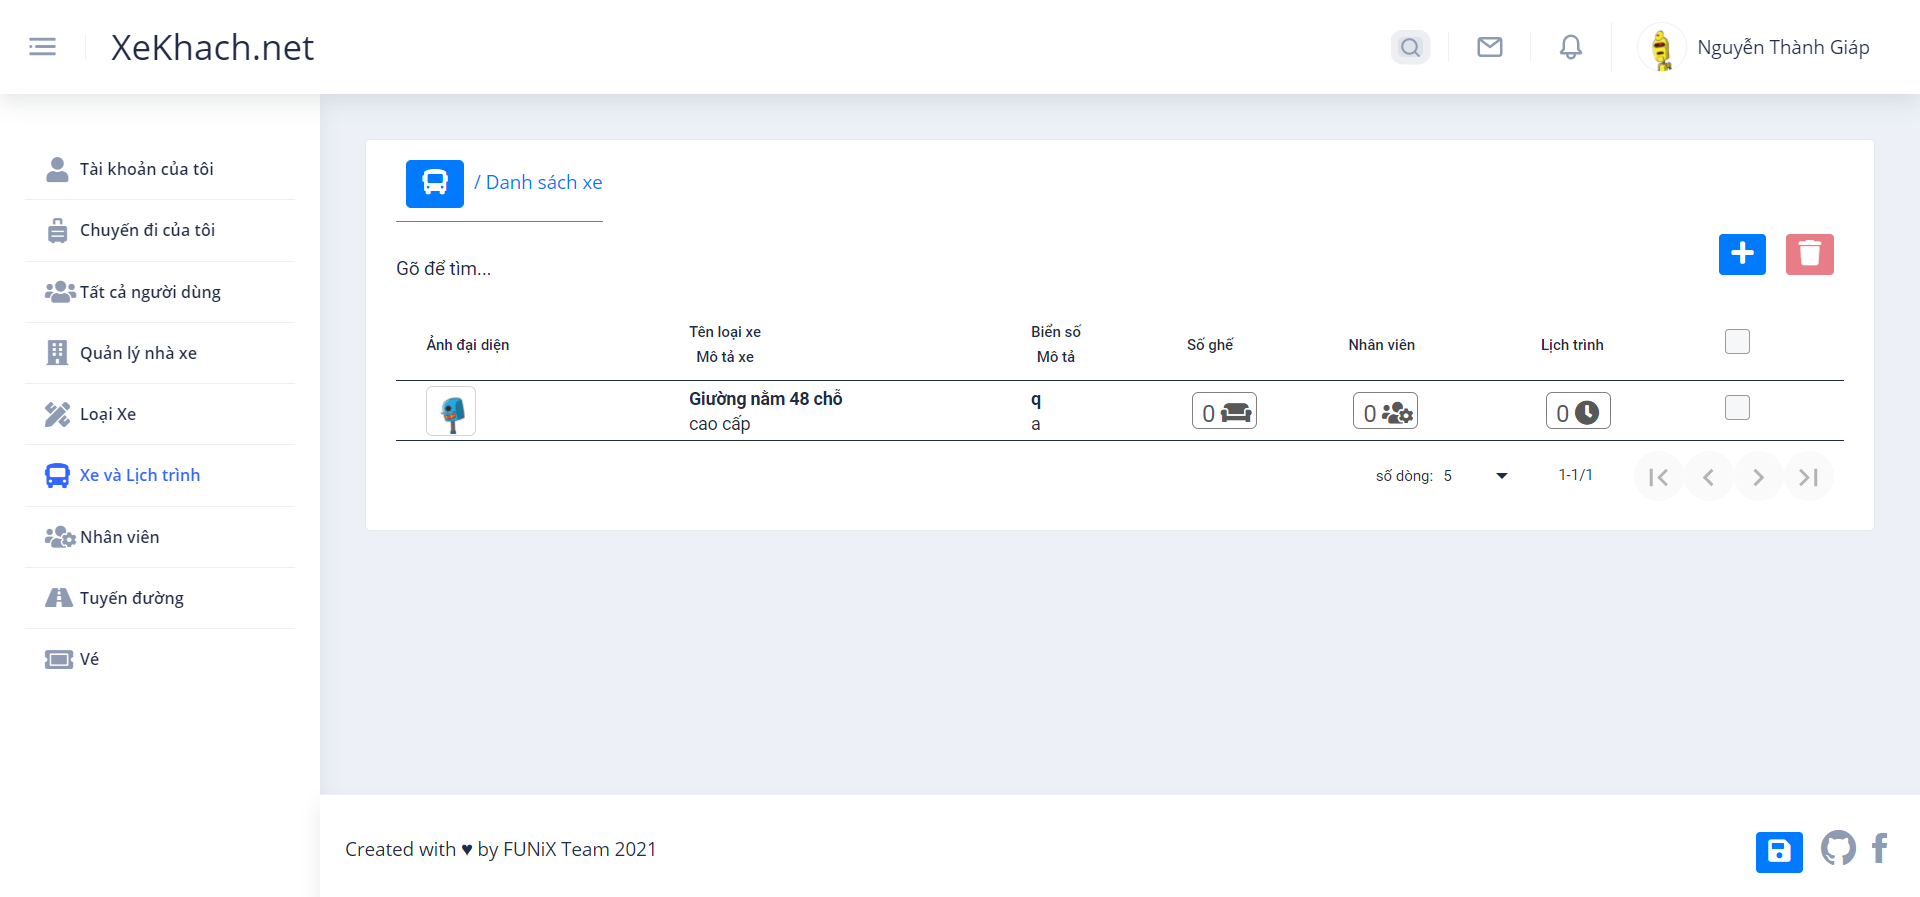 XeKhach.net
Nguyễn Thành Giáp
Tài khoản của tôi
Chuyến đi của tôi
Tất cả người dùng
Quản lý nhà xe
Loại Xe
Xe và Lịch trình
Nhân viên
Tuyến đường
Vé
/ Danh sách xe
Gõ để tìm...
Ảnh đại diện
Tên loại xe
Mô tả xe
Biển số
Mô tả
Số ghế
Nhân viên
Lịch trình
Giường nằm 48 chỗ
cao cấp
q
a
0
0
0
số dòng: 5
1-1/1
Created with ♥ by FUNiX Team 2021